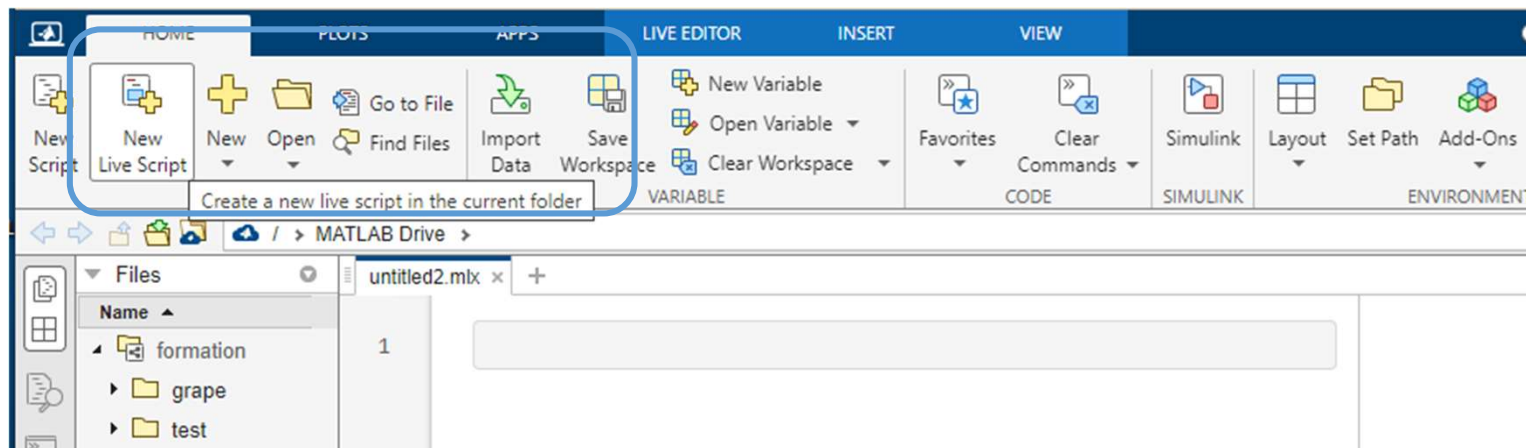 HOME PLOTS APPS LIVE EDITOR INSERT VIEW
New Script
New Live Script
New
Open
Go to File
Find Files
Import Data
Save Workspace
New Variable
Open Variable
Clear Workspace
VARIABLE
Favorites
Clear Commands
CODE
Simulink
SIMULINK
Layout
Set Path
Add-Ons
ENVIRONMENT
Create a new live script in the current folder
/ > MATLAB Drive >
Files
untitled2.mlx × +
Name
formation
1
grape
test